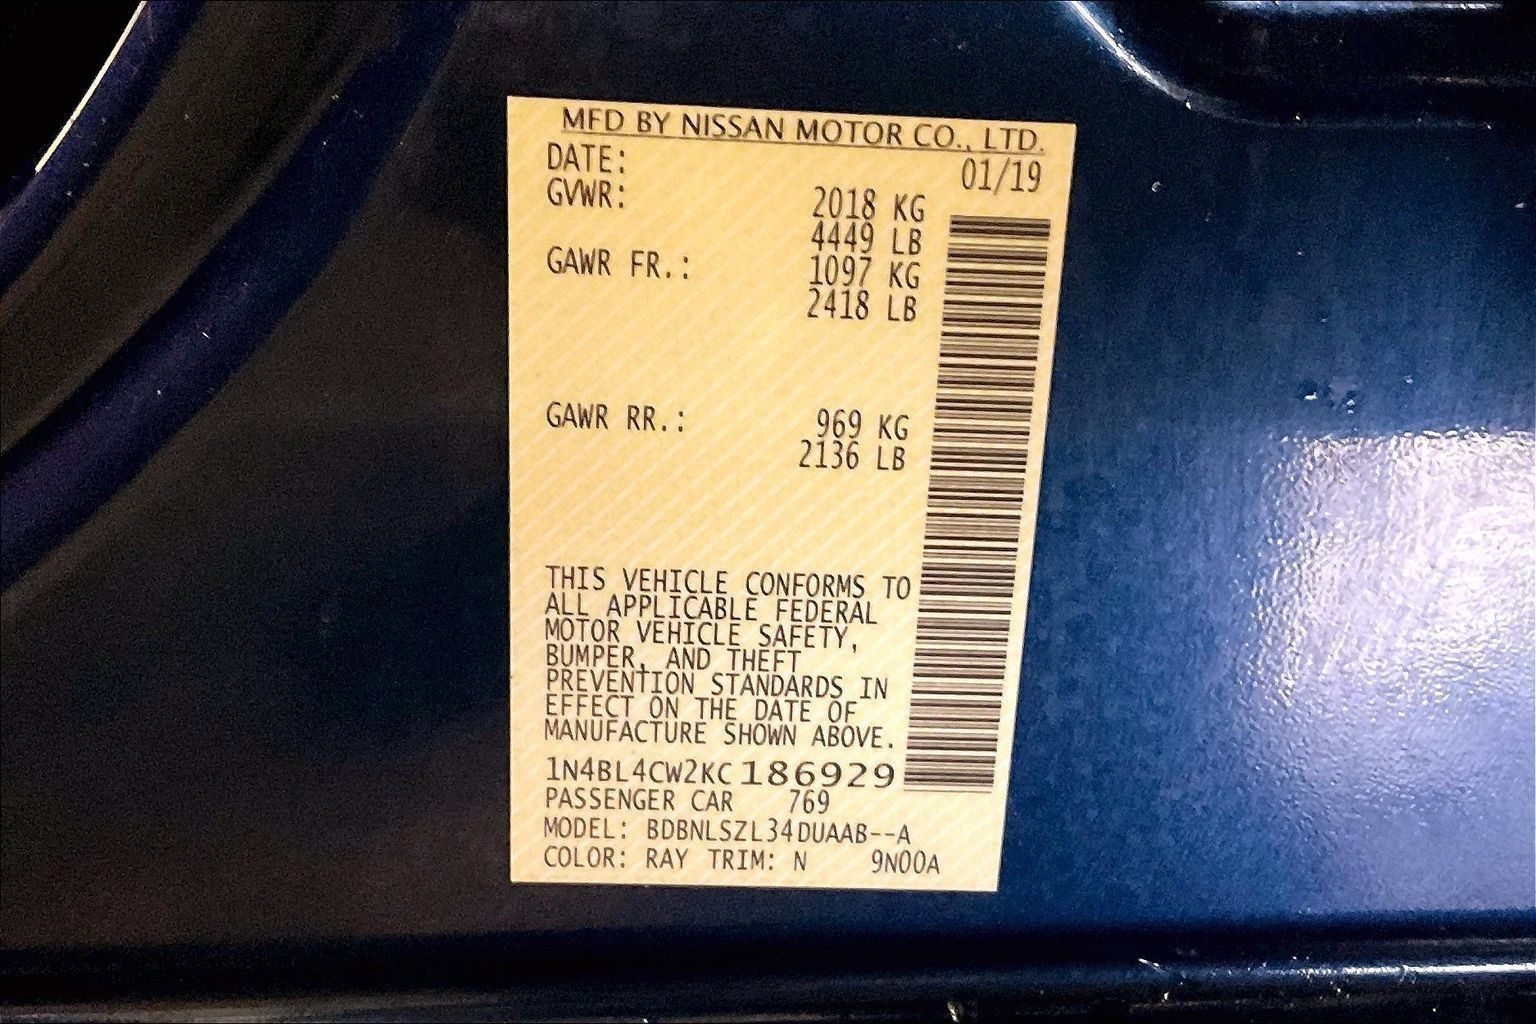 MFD BY NISSAN MOTOR CO., LTD.
DATE: 01/19
GVWR: 2018 KG
4449 LB
GAWR FR.: 1097 KG
2418 LB
GAWR RR.: 969 KG
2136 LB
THIS VEHICLE CONFORMS TO
ALL APPLICABLE FEDERAL
MOTOR VEHICLE SAFETY,
BUMPER, AND THEFT
PREVENTION STANDARDS IN
EFFECT ON THE DATE OF
MANUFACTURE SHOWN ABOVE.
1N4BL4CW2KC186929
PASSENGER CAR 769
MODEL: BDBNLSZL34DUAAB--A
COLOR: RAY TRIM: N 9N00A